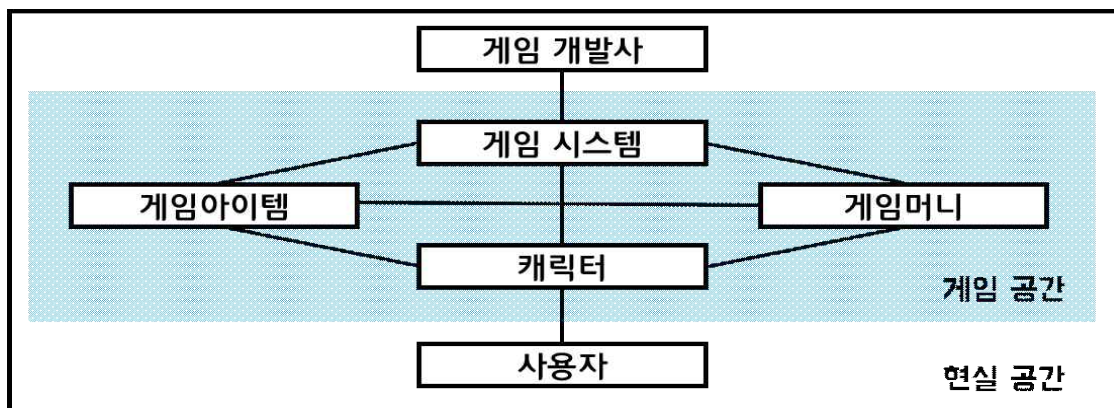 게임 개발사
게임 시스템
게임아이템
게임머니
캐릭터
게임 공간
사용자
현실 공간